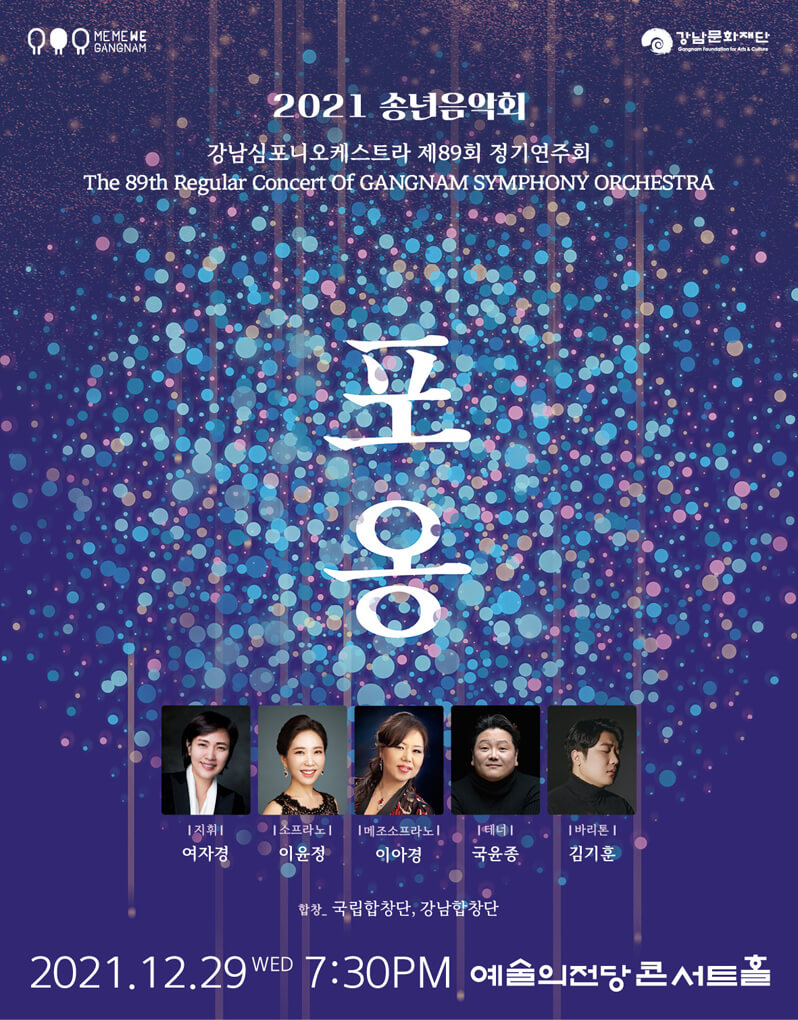 MEMEWE
GANGNAM
강남문화재단
Gangnam Foundation for Arts & Culture
2021 송년음악회
강남심포니오케스트라 제89회 정기연주회
The 89th Regular Concert Of GANGNAM SYMPHONY ORCHESTRA
포
옹
| 지휘 | | 소프라노 | | 메조소프라노 | | 테너 | | 바리톤 |
여자경 이윤정 이아경 국윤종 김기훈
합창_ 국립합창단, 강남합창단
2021.12.29 WED 7:30PM 예술의전당 콘서트홀